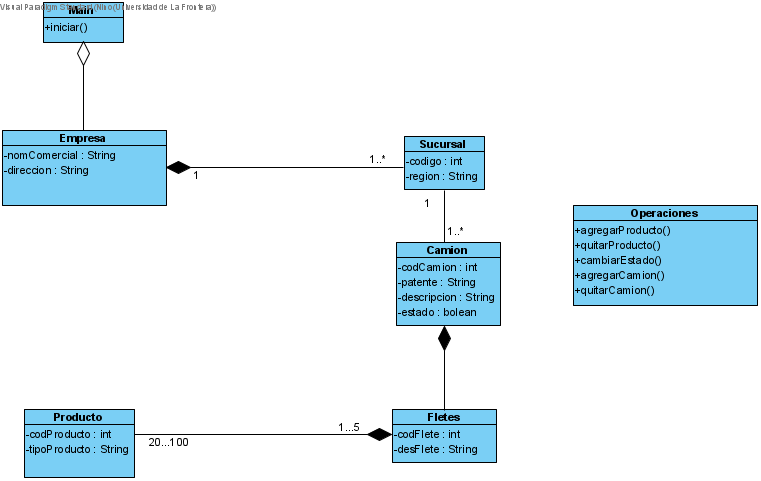 Visual Paradigm Standard(Nino(Universidad de La Frontera))
Main
+iniciar()
Empresa
-nomComercial : String
-direccion : String
1
1..*
Sucursal
-codigo : int
-region : String
1
1..*
Camion
-codCamion : int
-patente : String
-descripcion : String
-estado : bolean
Operaciones
+agregarProducto()
+quitarProducto()
+cambiarEstado()
+agregarCamion()
+quitarCamion()
Producto
-codProducto : int
-tipoProducto : String
20...100
1...5
Fletes
-codFlete : int
-desFlete : String